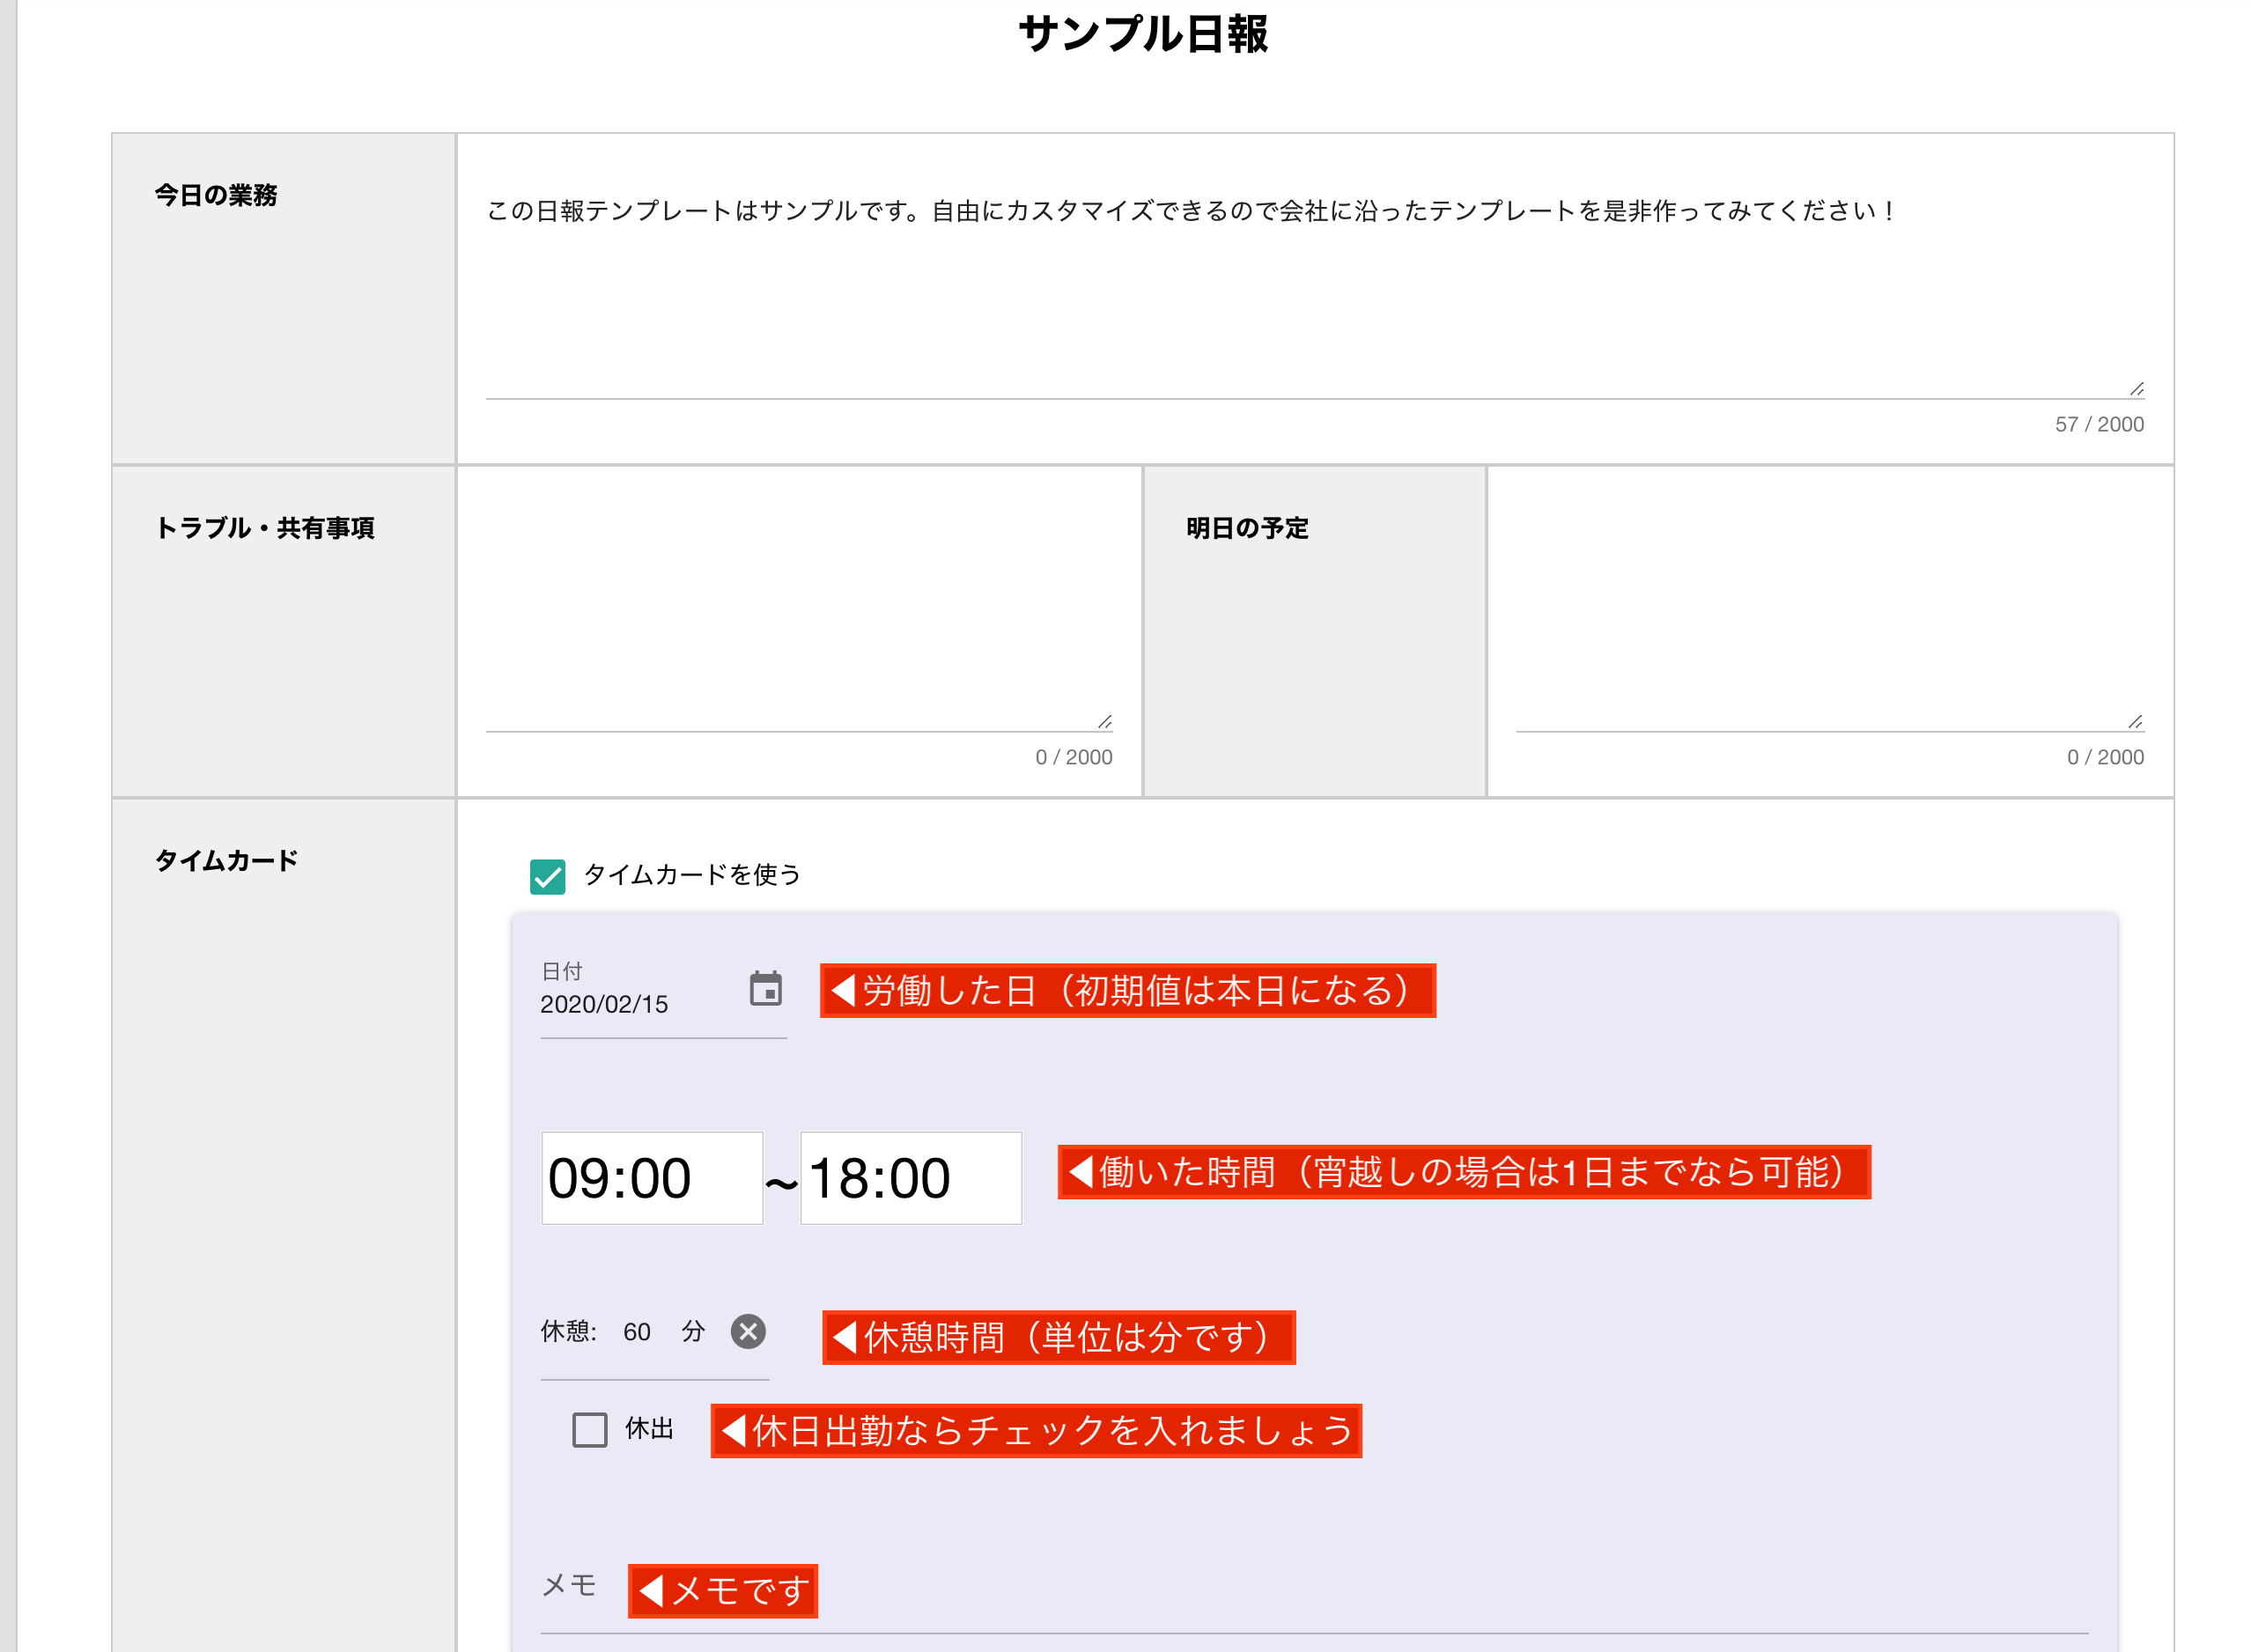 サンプル日報
今日の業務
この日報テンプレートはサンプルです。自由にカスタマイズできるので会社に沿ったテンプレートを是非作ってみてください！
57 / 2000
トラブル・共有事項
0 / 2000
明日の予定
0 / 2000
タイムカード
タイムカードを使う
日付
2020/02/15
◀労働した日（初期値は本日になる）
09:00～18:00
◀働いた時間（宵越しの場合は1日までなら可能）
休憩: 60 分
◀休憩時間（単位は分です）
休出
◀休日出勤ならチェックを入れましょう
メモ
◀メモです